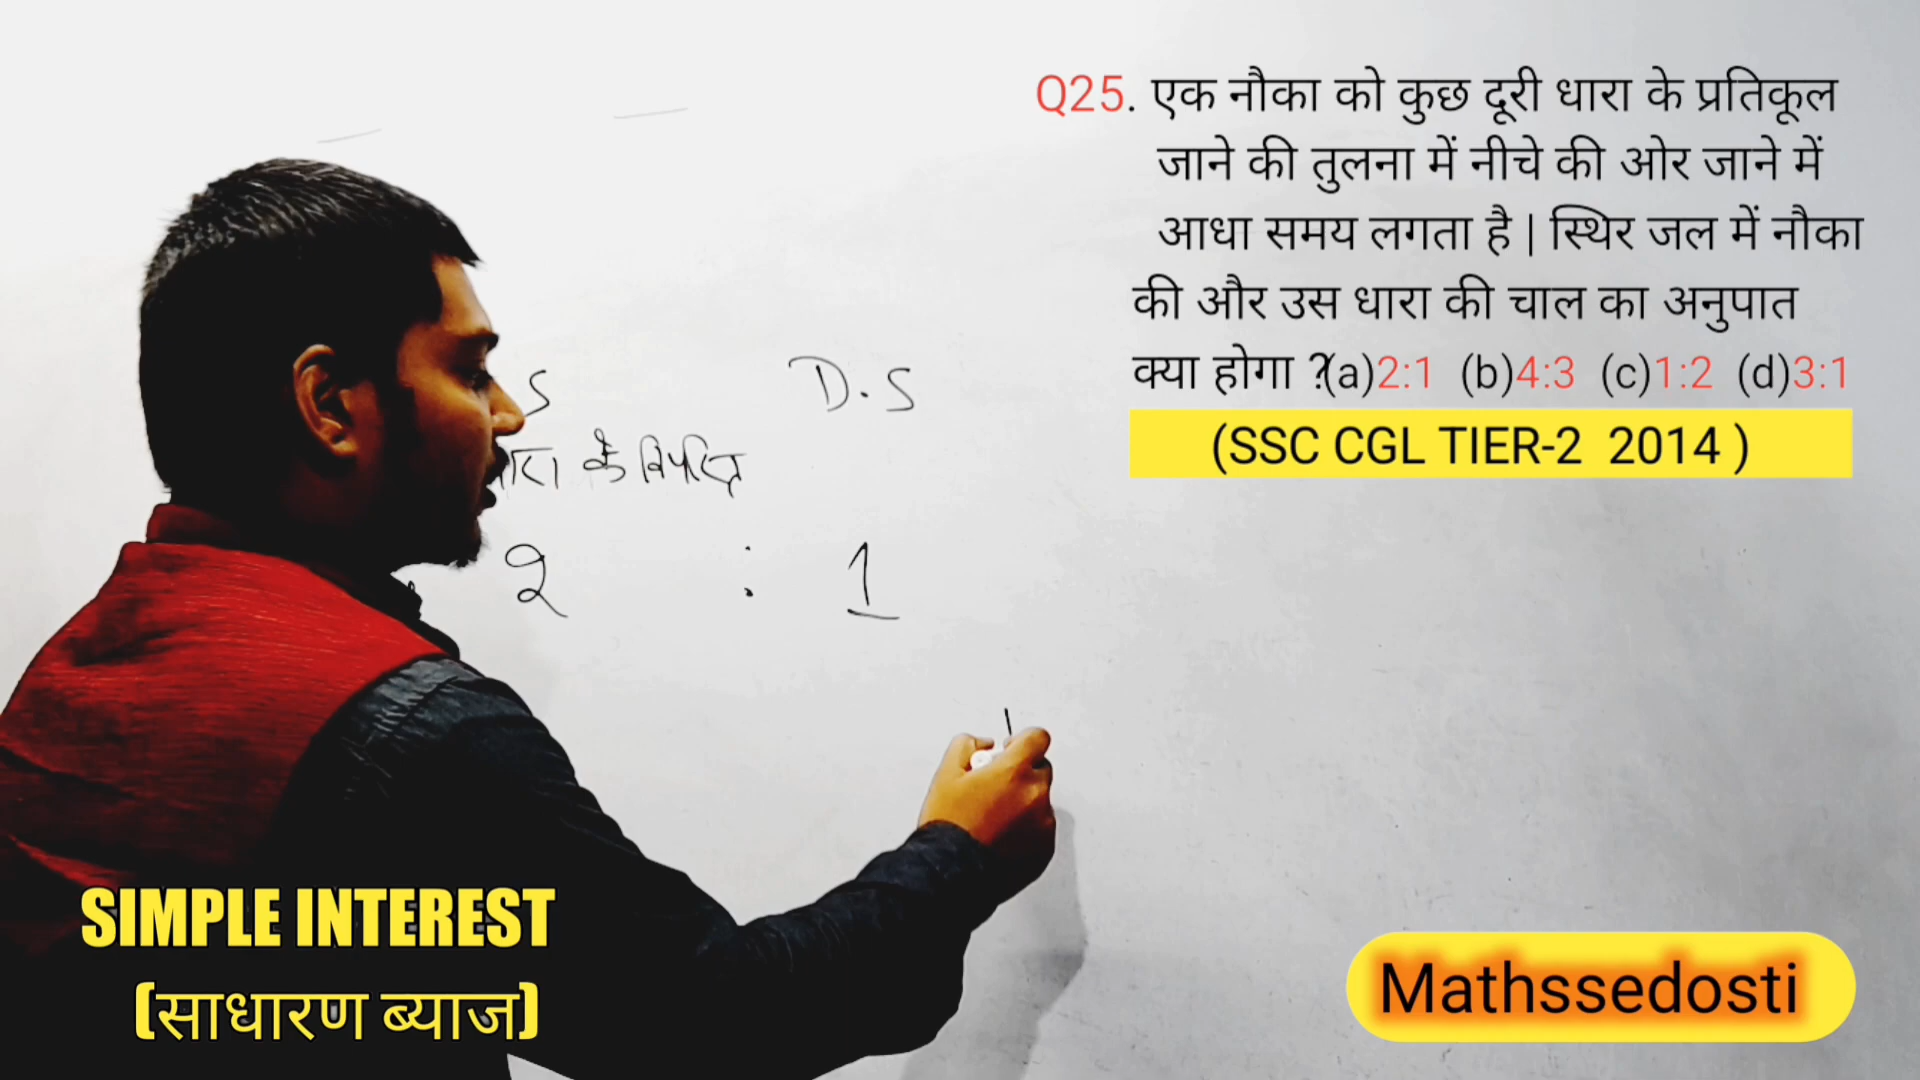 Q25. एक नौका को कुछ दूरी धारा के प्रतिकूल
जाने की तुलना में नीचे की ओर जाने में
आधा समय लगता है | स्थिर जल में नौका
की और उस धारा की चाल का अनुपात
क्या होगा ?(a)2:1 (b)4:3 (c)1:2 (d)3:1
(SSC CGL TIER-2 2014 )
S D.S
के
2 : 1
SIMPLE INTEREST
(साधारण ब्याज)
Mathssedosti